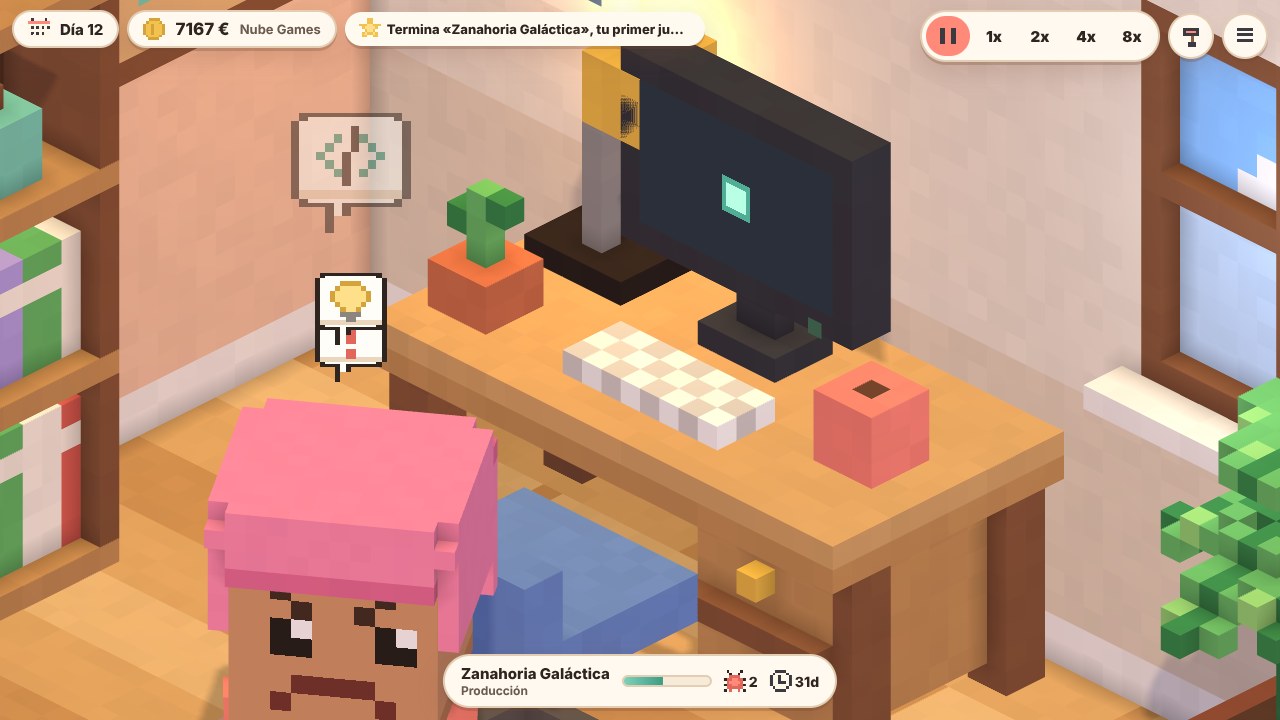 Día 12
7167 € Nube Games
Termina «Zanahoria Galáctica», tu primer ju...
1x 2x 4x 8x
Zanahoria Galáctica
Producción
2
31d